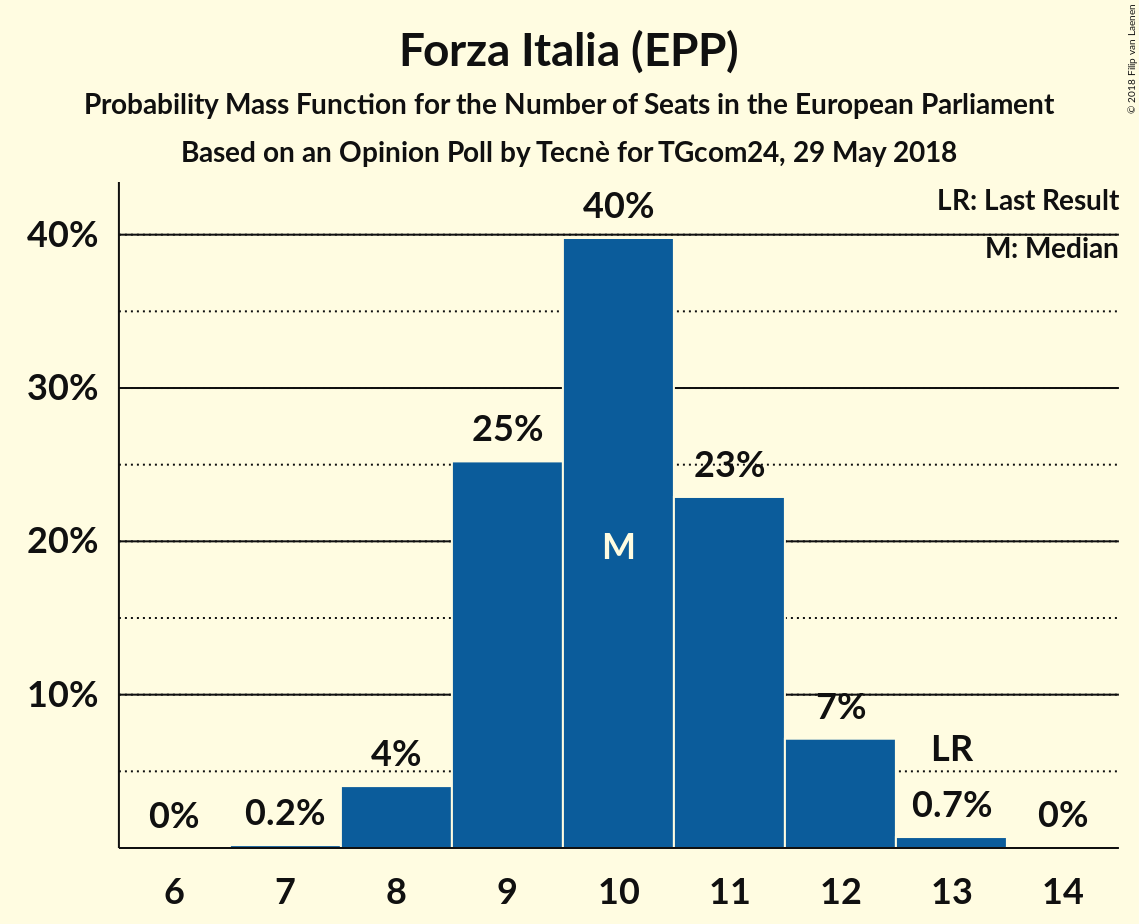 Forza Italia (EPP)
Probability Mass Function for the Number of Seats in the European Parliament
Based on an Opinion Poll by Tecnè for TGcom24, 29 May 2018
© 2018 Filip van Laenen
LR: Last Result
M: Median
40%
30%
20%
10%
0%
0.2%
4%
25%
40%
M
23%
7%
LR
0.7%
0%
6
7
8
9
10
11
12
13
14